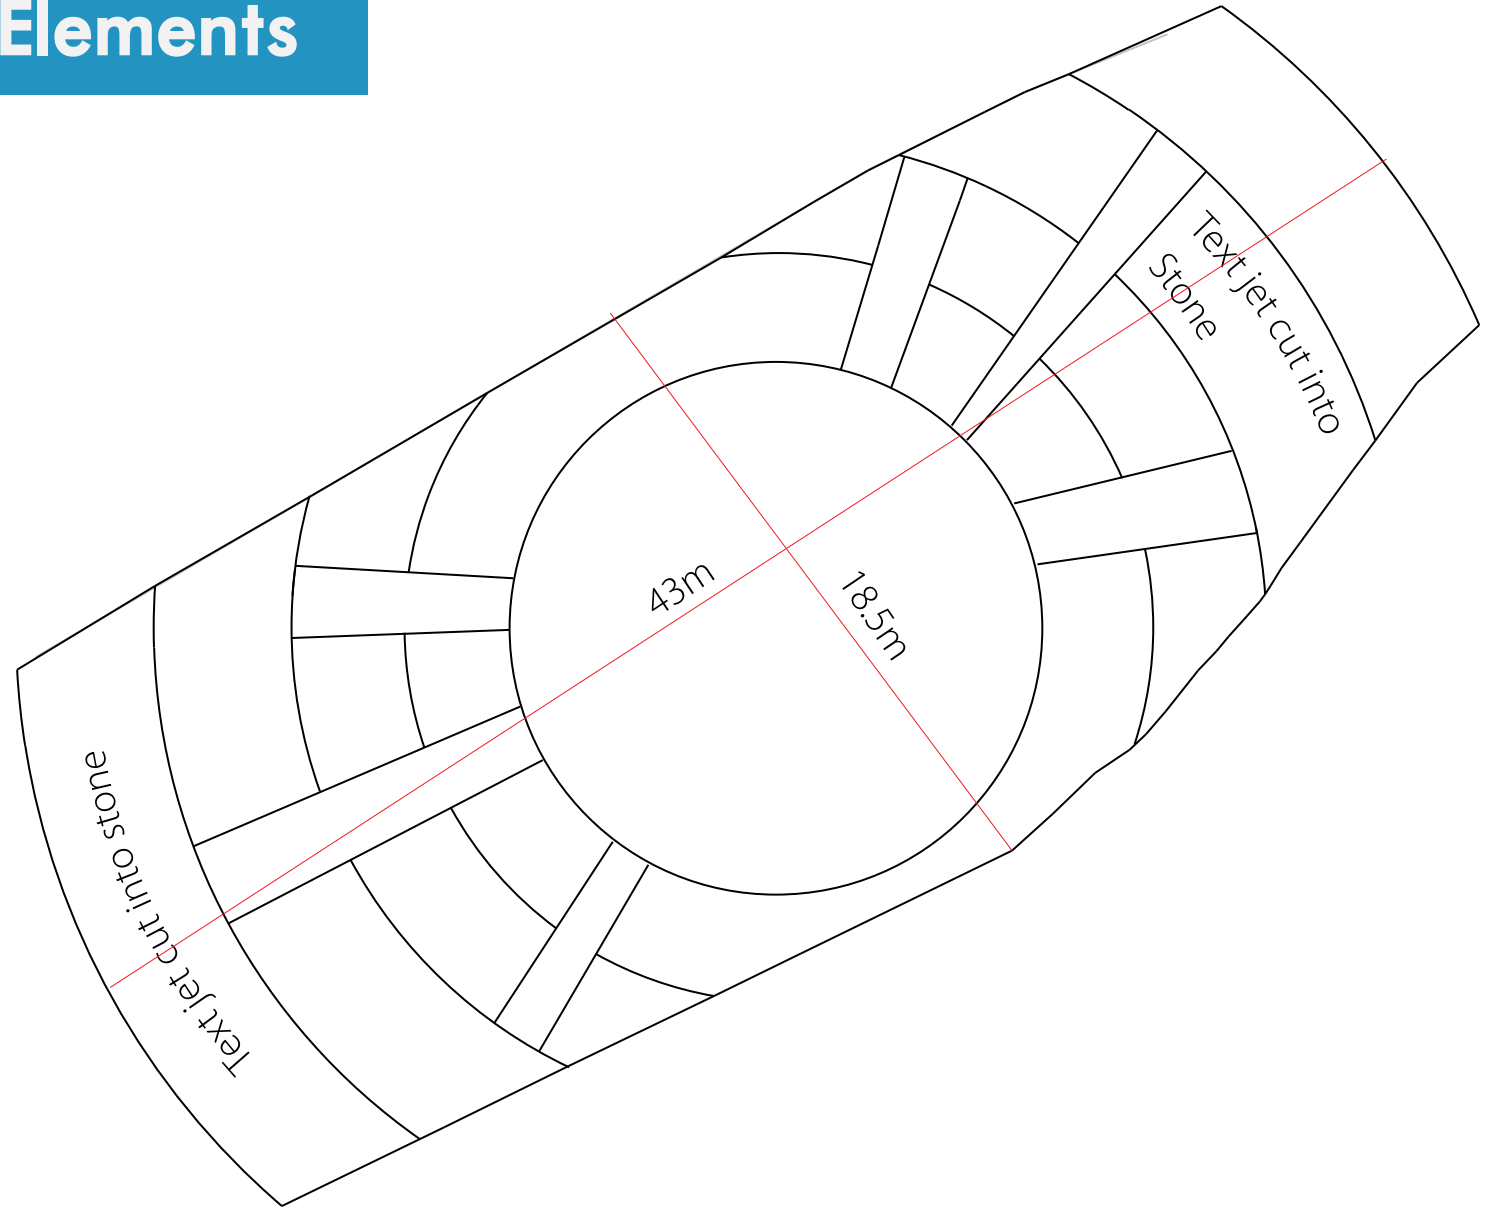 Elements
Text jet cut into
Stone
43m
18.5m
Text jet cut into stone